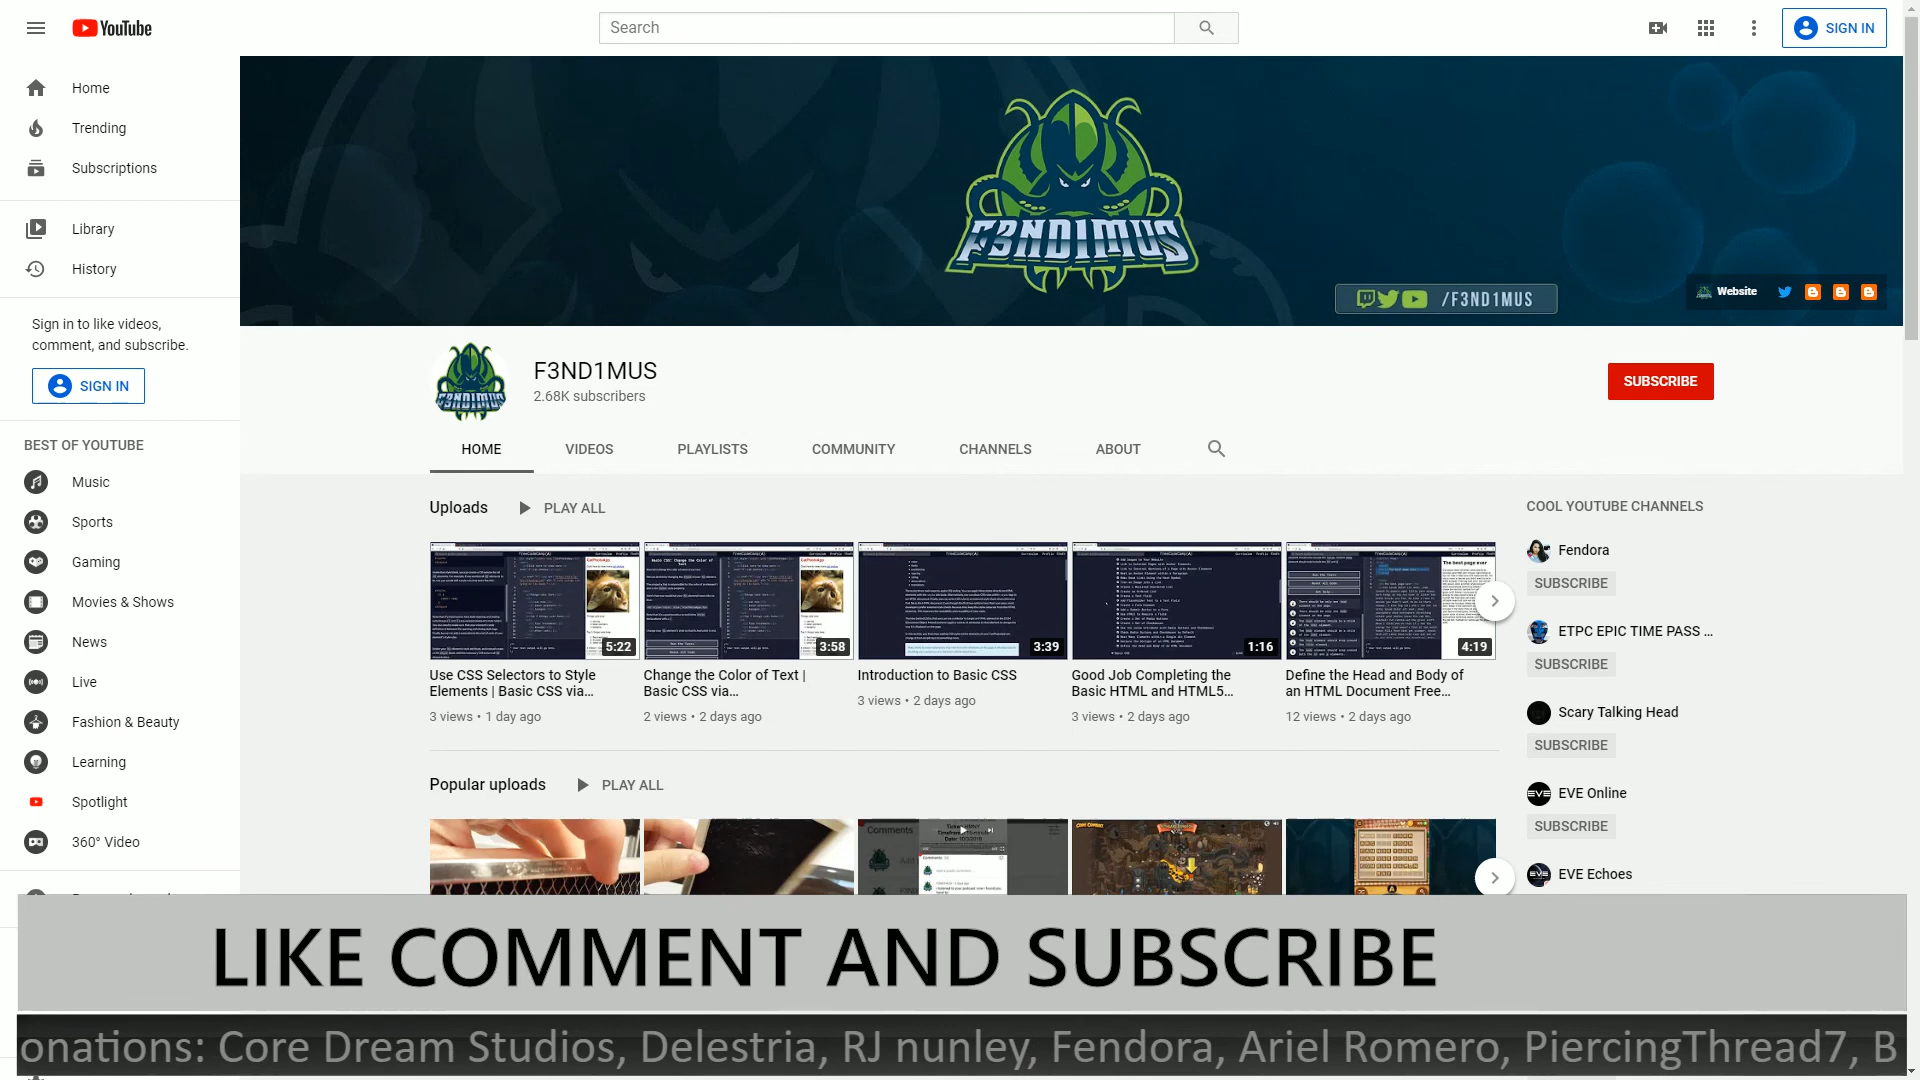 YouTube
Search
SIGN IN
Home
Trending
Subscriptions
Library
History
Sign in to like videos,
comment, and subscribe.
SIGN IN
BEST OF YOUTUBE
Music
Sports
Gaming
Movies & Shows
News
Live
Fashion & Beauty
Learning
Spotlight
360° Video
F3ND1MUS
/F3ND1MUS
Website
F3ND1MUS
F3ND1MUS
2.68K subscribers
SUBSCRIBE
HOME
VIDEOS
PLAYLISTS
COMMUNITY
CHANNELS
ABOUT
Uploads
PLAY ALL
5:22
Use CSS Selectors to Style
Elements | Basic CSS via...
3 views • 1 day ago
3:58
Change the Color of Text |
Basic CSS via...
2 views • 2 days ago
3:39
Introduction to Basic CSS
3 views • 2 days ago
1:16
Good Job Completing the
Basic HTML and HTML5...
3 views • 2 days ago
The best page ever
4:19
Define the Head and Body of
an HTML Document Free...
12 views • 2 days ago
Popular uploads
PLAY ALL
Comments
COOL YOUTUBE CHANNELS
Fendora
SUBSCRIBE
ETPC EPIC TIME PASS ...
SUBSCRIBE
Scary Talking Head
SUBSCRIBE
EVE Online
SUBSCRIBE
EVE Echoes
LIKE COMMENT AND SUBSCRIBE
onations: Core Dream Studios, Delestria, RJ nunley, Fendora, Ariel Romero, PiercingThread7, B